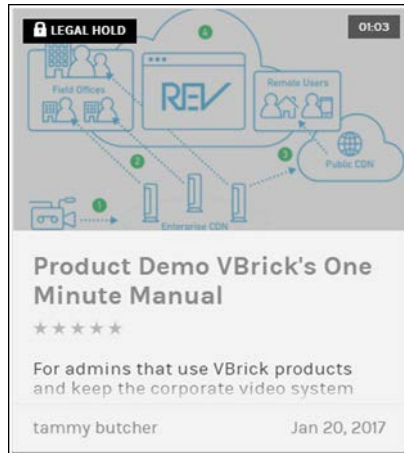 LEGAL HOLD
01:03
4
Field Offices
REV
Remote Users
2
3
Public CDN
1
Enterprise CDN
Product Demo VBrick's One
Minute Manual
For admins that use VBrick products
and keep the corporate video system
tammy butcher
Jan 20, 2017